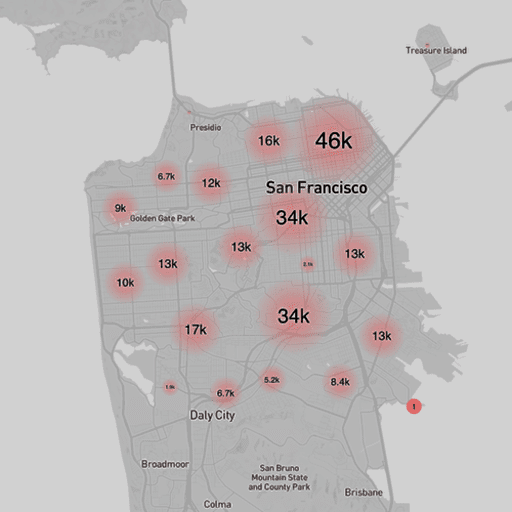 Treasure Island
Presidio
16k
46k
6.7k
12k
San Francisco
9k
Golden Gate Park
34k
13k
13k
13k
2.1k
10k
34k
17k
13k
5.2k
8.4k
6.7k
1
Daly City
Broadmoor
San Bruno
Mountain State
and County Park
Brisbane
Colma